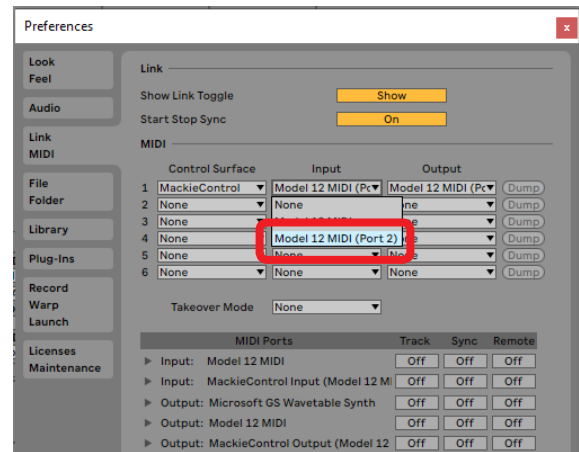 Preferences
x
Look
Feel
Audio
Link
MIDI
File
Folder
Library
Plug-Ins
Record
Warp
Launch
Licenses
Maintenance
Link
Show Link Toggle Show
Start Stop Sync On
MIDI
Control Surface Input Output
1 MackieControl Model 12 MIDI (Po Model 12 MIDI (Po Dump
2 None None Dump
3 None Dump
4 None Model 12 MIDI (Port 2) Dump
5 None None None Dump
6 None None None Dump
Takeover Mode None
MIDI Ports Track Sync Remote
Input: Model 12 MIDI Off Off Off
Input: MackieControl Input (Model 12 MI Off Off Off
Output: Microsoft GS Wavetable Synth Off Off Off
Output: Model 12 MIDI Off Off Off
Output: MackieControl Output (Model 12 Off Off Off